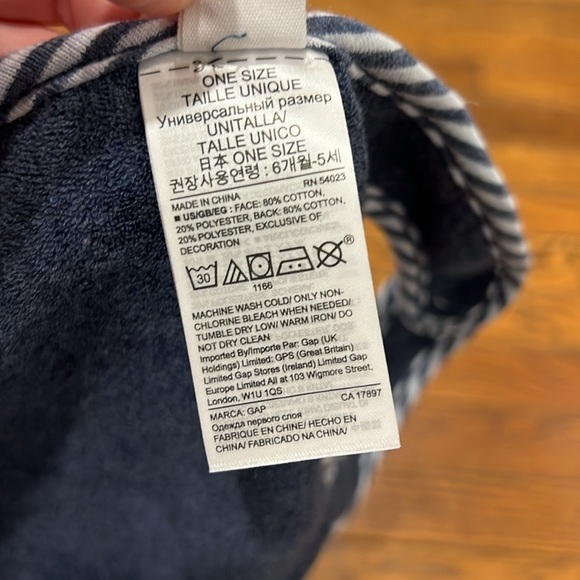 ONE SIZE
TAILLE UNIQUE
Универсальный размер
UNITALLA/
TALLE UNICO
日本 ONE SIZE
권장사용연령 : 6개월-5세
MADE IN CHINA RN 54023
■ US/GB/EG : FACE: 80% COTTON,
20% POLYESTER, BACK: 80% COTTON,
20% POLYESTER, EXCLUSIVE OF
DECORATION
30 ®
1166
MACHINE WASH COLD/ ONLY NON-
CHLORINE BLEACH WHEN NEEDED/
TUMBLE DRY LOW/ WARM IRON/ DO
NOT DRY CLEAN
Imported By/Importe Par: Gap (UK
Holdings) Limited: GPS (Great Britain)
Limited Gap Stores (Ireland) Limited Gap
Europe Limited All at 103 Wigmore Street,
London, W1U 1QS
MARCA: GAP CA 17897
Одежда первого слоя
FABRIQUE EN CHINE/ HECHO EN
CHINA/ FABRICADO NA CHINA/